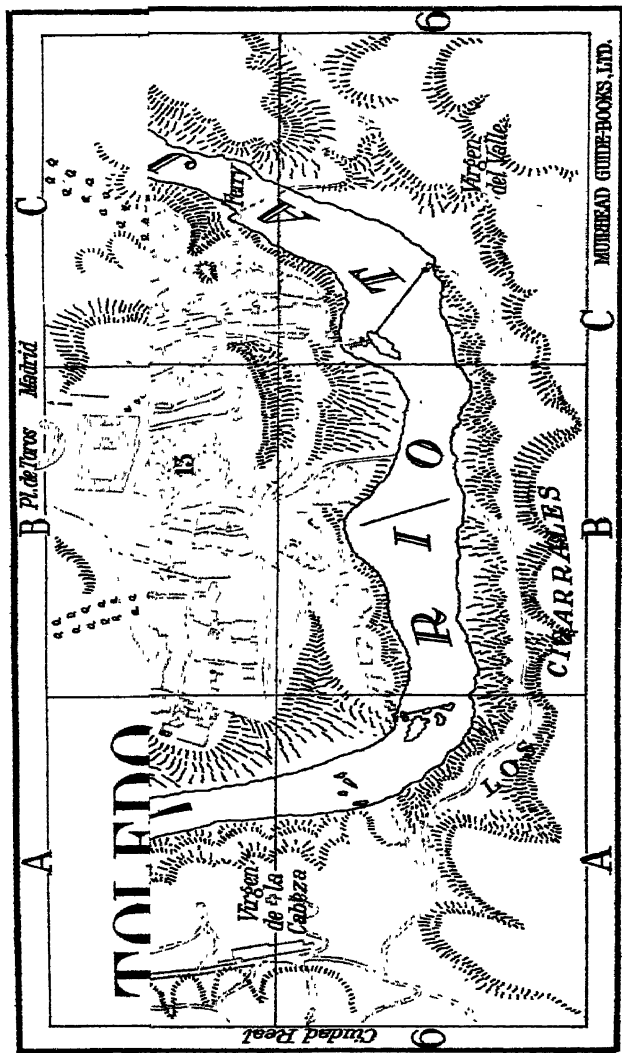 TOLEDO
A
B
C
Pl. de Toros
Madrid
6
Ferry
15
Virgen
de la
Cabeza
RIO TAJ
Virgen
del Valle
LOS
CIGARRALES
Ciudad Real
6
A
B
C
MUIRHEAD GUIDE-BOOKS, LTD.